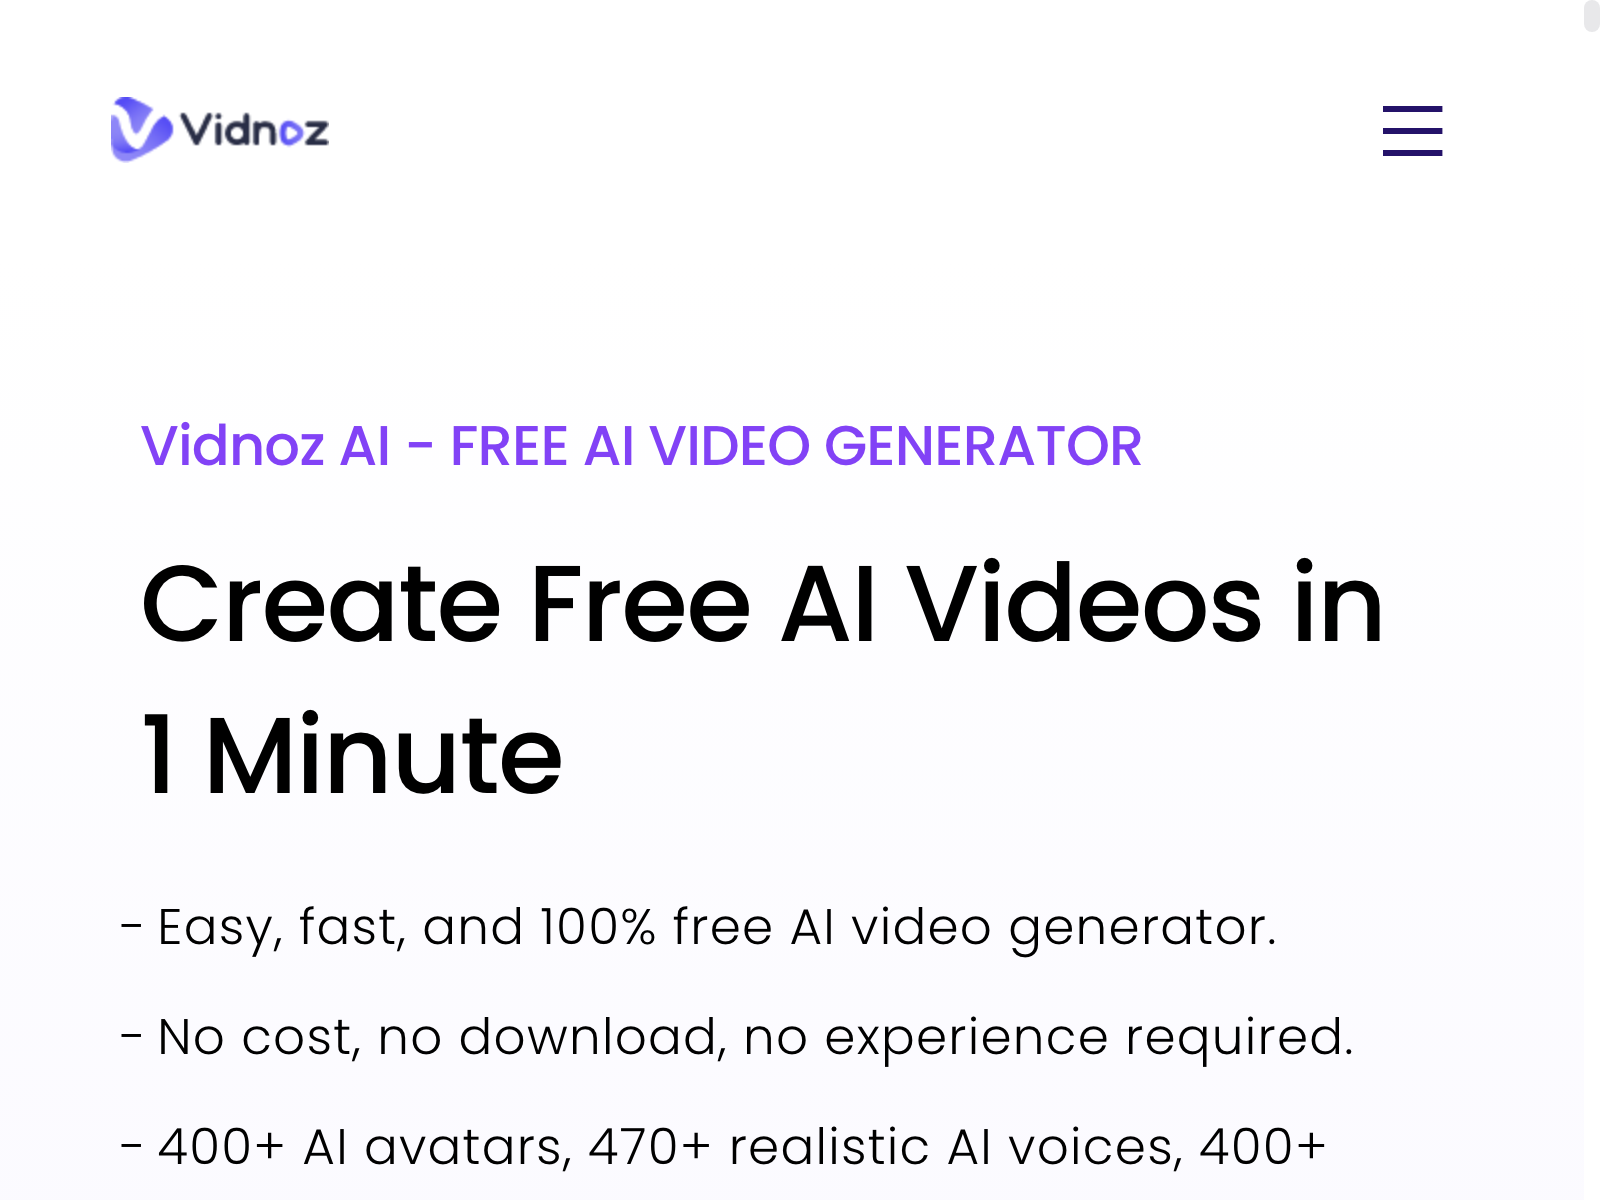 Vidnoz
Vidnoz AI - FREE AI VIDEO GENERATOR
Create Free AI Videos in
1 Minute
- Easy, fast, and 100% free AI video generator.
- No cost, no download, no experience required.
- 400+ AI avatars, 470+ realistic AI voices, 400+